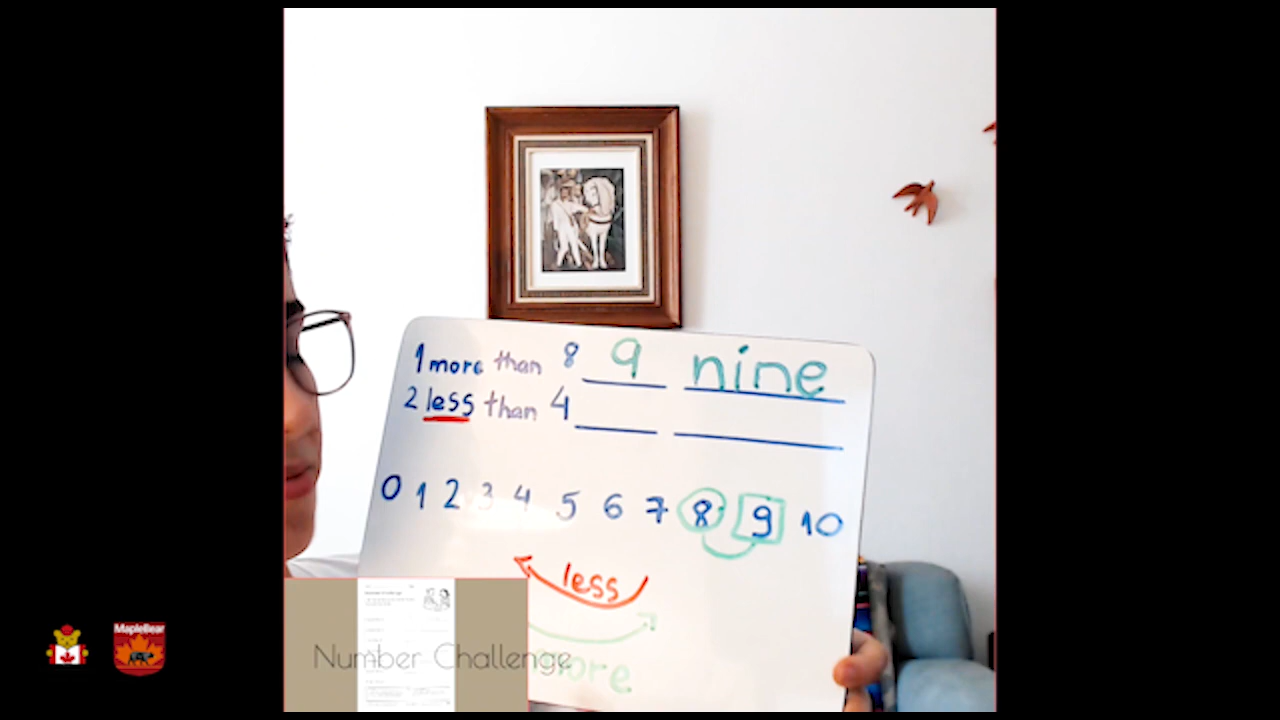 1 more than 8 9 nine
2 less than 4
0 1 2 3 4 5 6 7 8 9 10
less
more
Number Challenge
MapleBear